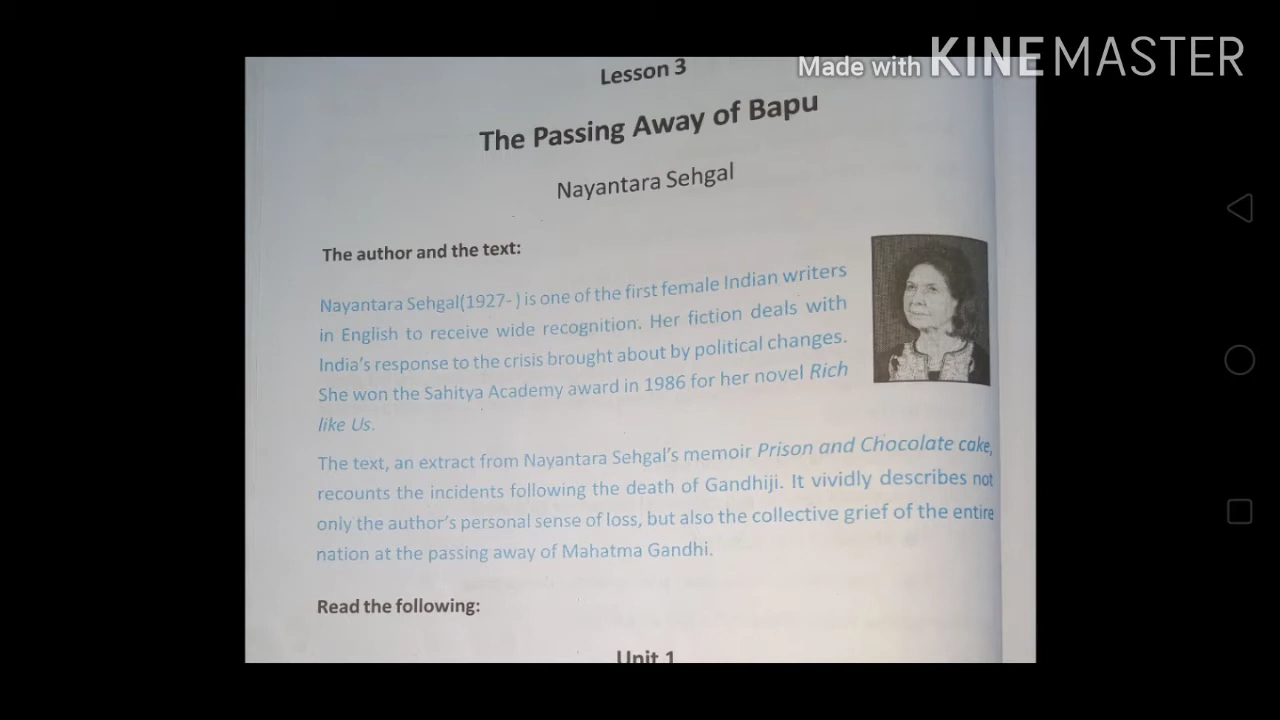 Made with KINEMASTER
Lesson 3
The Passing Away of Bapu
Nayantara Sehgal
The author and the text:
Nayantara Sehgal(1927- ) is one of the first female Indian writers
in English to receive wide recognition. Her fiction deals with
India's response to the crisis brought about by political changes.
She won the Sahitya Academy award in 1986 for her novel Rich
like Us.
The text, an extract from Nayantara Sehgal's memoir Prison and Chocolate cake,
recounts the incidents following the death of Gandhiji. It vividly describes not
only the author's personal sense of loss, but also the collective grief of the entire
nation at the passing away of Mahatma Gandhi.
Read the following:
Unit 1